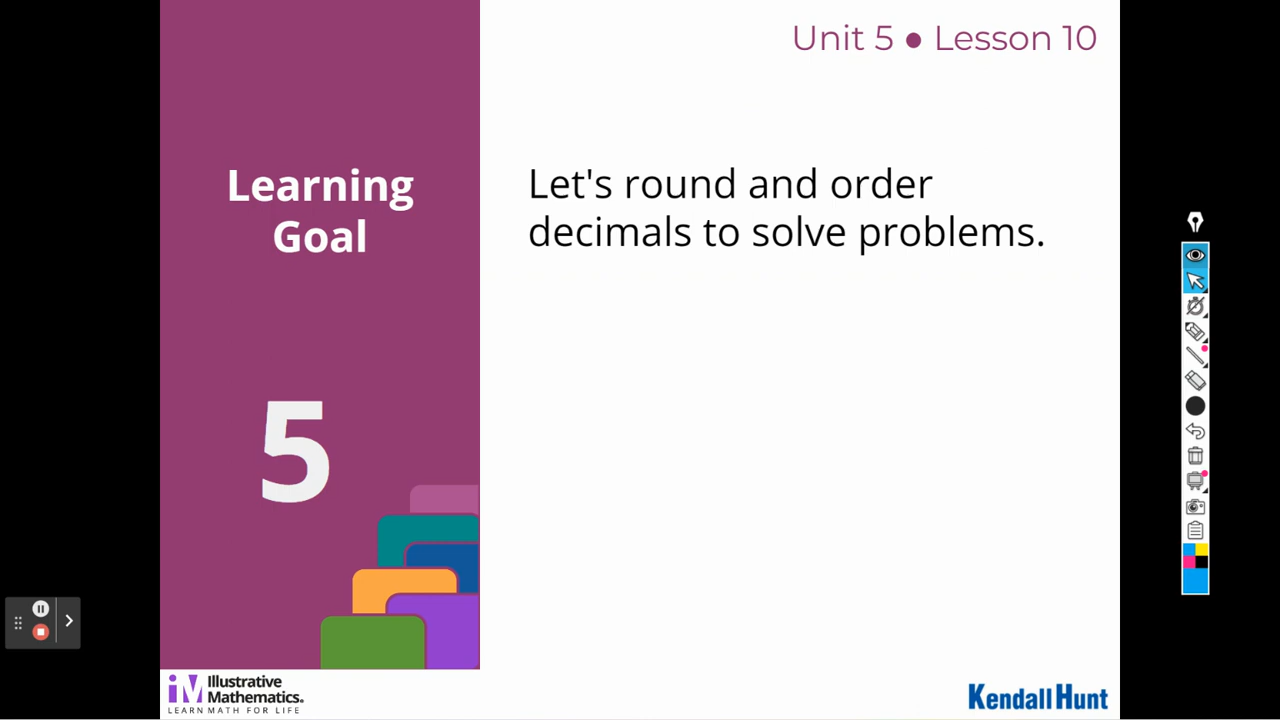 Unit 5 ● Lesson 10
Learning
Goal
Let's round and order
decimals to solve problems.
5
iM Illustrative
Mathematics.
LEARN MATH FOR LIFE
Kendall Hunt